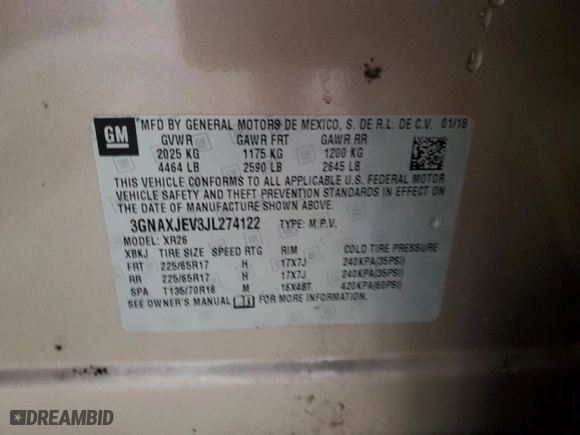 GM
MFD BY GENERAL MOTORS DE MEXICO, S. DE R.L. DE C.V. 01/18
GVWR GAWR FRT GAWR RR
2025 KG 1175 KG 1200 KG
4464 LB 2590 LB 2645 LB
THIS VEHICLE CONFORMS TO ALL APPLICABLE U.S. FEDERAL MOTOR
VEHICLE SAFETY AND THEFT PREVENTION STANDARDS IN EFFECT ON
THE DATE OF MANUFACTURE SHOWN ABOVE.
3GNAXJEV3JL274122 TYPE: M.P.V.
MODEL: XR26
XBKJ TIRE SIZE SPEED RTG RIM COLD TIRE PRESSURE
FRT 225/65R17 H 17X7J 240KPA(35PSI)
RR 225/65R17 H 17X7J 240KPA(35PSI)
SPA T135/70R16 M 16X4BT 420KPA(60PSI)
SEE OWNER'S MANUAL FOR MORE INFORMATION.
DREAMBID